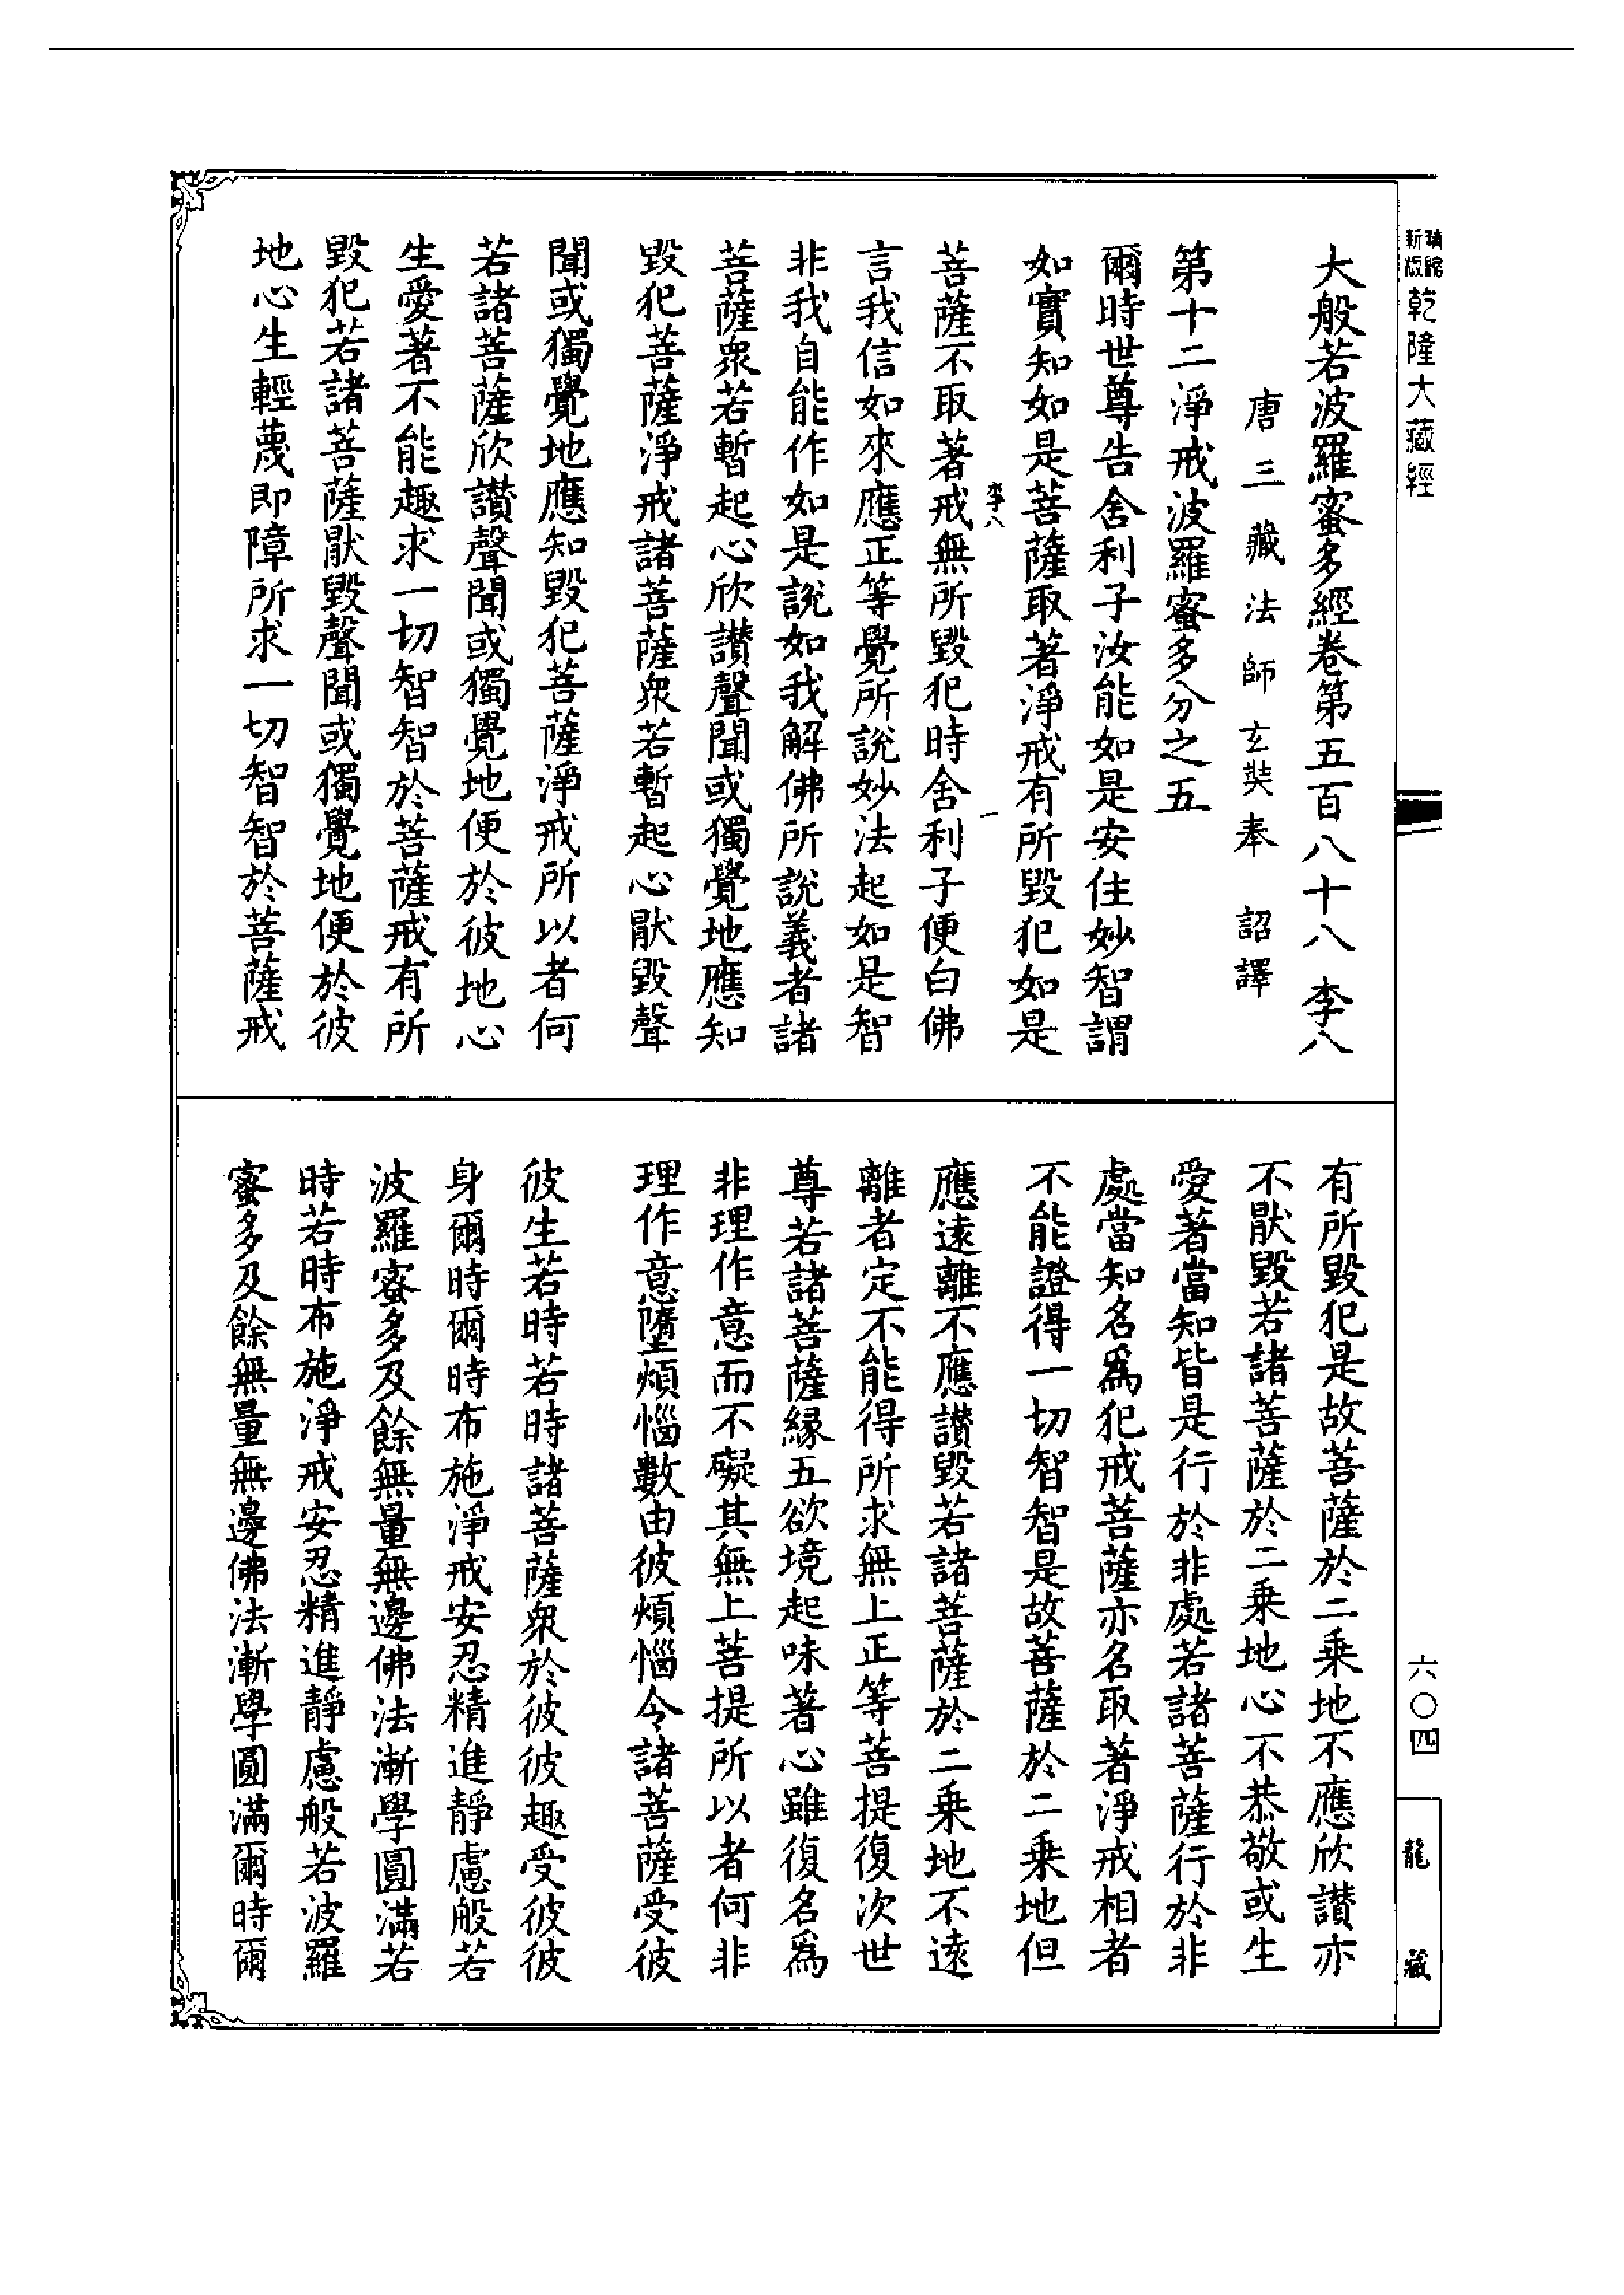 大般若波羅蜜多經卷第五百八十八 李八
唐三藏法師玄奘奉 詔譯
第十二淨戒波羅蜜多分之五
爾時世尊告舍利子汝能如是安住妙智謂
如實知如是菩薩取著淨戒有所毀犯如是
李八 一
菩薩不取著戒無所毀犯時舍利子便白佛
言我信如來應正等覺所說妙法起如是智
非我自能作如是說如我解佛所說義者諸
菩薩衆若暫起心欣讚聲聞或獨覺地應知
毀犯菩薩淨戒諸菩薩衆若暫起心猒毀聲
聞或獨覺地應知毀犯菩薩淨戒所以者何
若諸菩薩欣讚聲聞或獨覺地便於彼地心
生愛著不能趣求一切智智於菩薩戒有所
毀犯若諸菩薩猒毀聲聞或獨覺地便於彼
地心生輕蔑即障所求一切智智於菩薩戒
有所毀犯是故菩薩於二乘地不應欣讚亦
不猒毀若諸菩薩於二乘地心不恭敬或生
愛著當知皆是行於非處若諸菩薩行於非
處當知名爲犯戒菩薩亦名取著淨戒相者
不能證得一切智智是故菩薩於二乘地但
應遠離不應讚毀若諸菩薩於二乘地不遠
離者定不能得所求無上正等菩提復次世
尊若諸菩薩縁五欲境起味著心雖復名爲
非理作意而不礙其無上菩提所以者何非
理作意墮煩惱數由彼煩惱令諸菩薩受彼
彼生若時若時諸菩薩衆於彼彼趣受彼彼
身爾時爾時布施淨戒安忍精進靜慮般若
波羅蜜多及餘無量無邊佛法漸學圓滿若
時若時布施淨戒安忍精進靜慮般若波羅
蜜多及餘無量無邊佛法漸學圓滿爾時爾
新版 乾隆大藏經
六〇四
龍藏